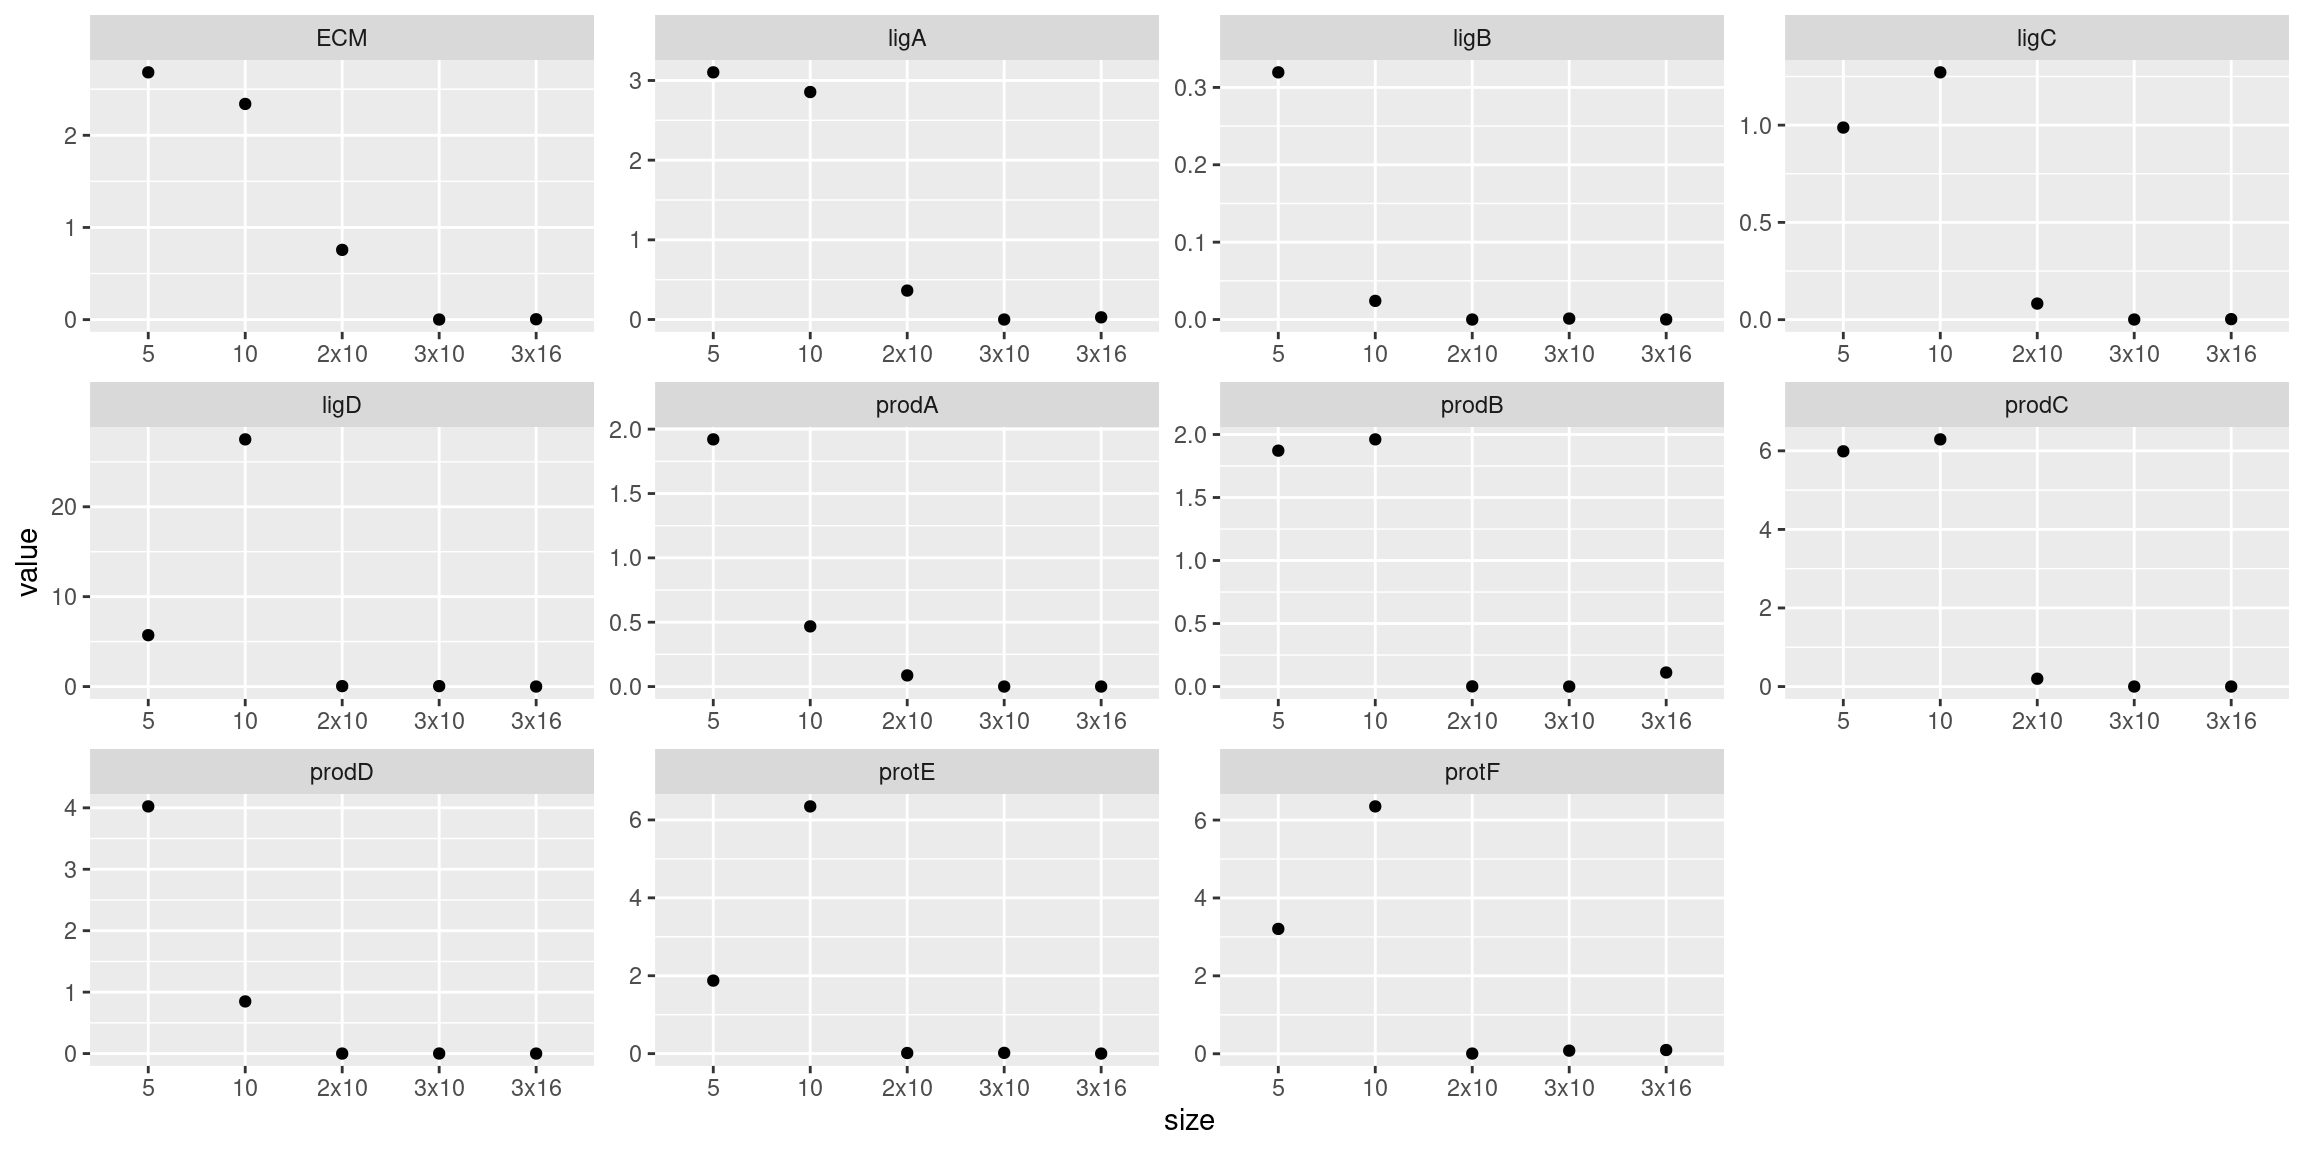 ECM ligA ligB ligC
2 3 0.3 1.0
1 2 0.2 0.5
0 1 0.1 0.0
0 0.0
5 10 2x10 3x10 3x16 5 10 2x10 3x10 3x16 5 10 2x10 3x10 3x16 5 10 2x10 3x10 3x16
ligD prodA prodB prodC
20 2.0 2.0 6
10 1.5 1.5 4
0 1.0 1.0 2
0.5 0.5 0
0.0 0.0
5 10 2x10 3x10 3x16 5 10 2x10 3x10 3x16 5 10 2x10 3x10 3x16 5 10 2x10 3x10 3x16
prodD protE protF
4 6 6
3 4 4
2 2 2
1 0 0
0
5 10 2x10 3x10 3x16 5 10 2x10 3x10 3x16 5 10 2x10 3x10 3x16
value
size